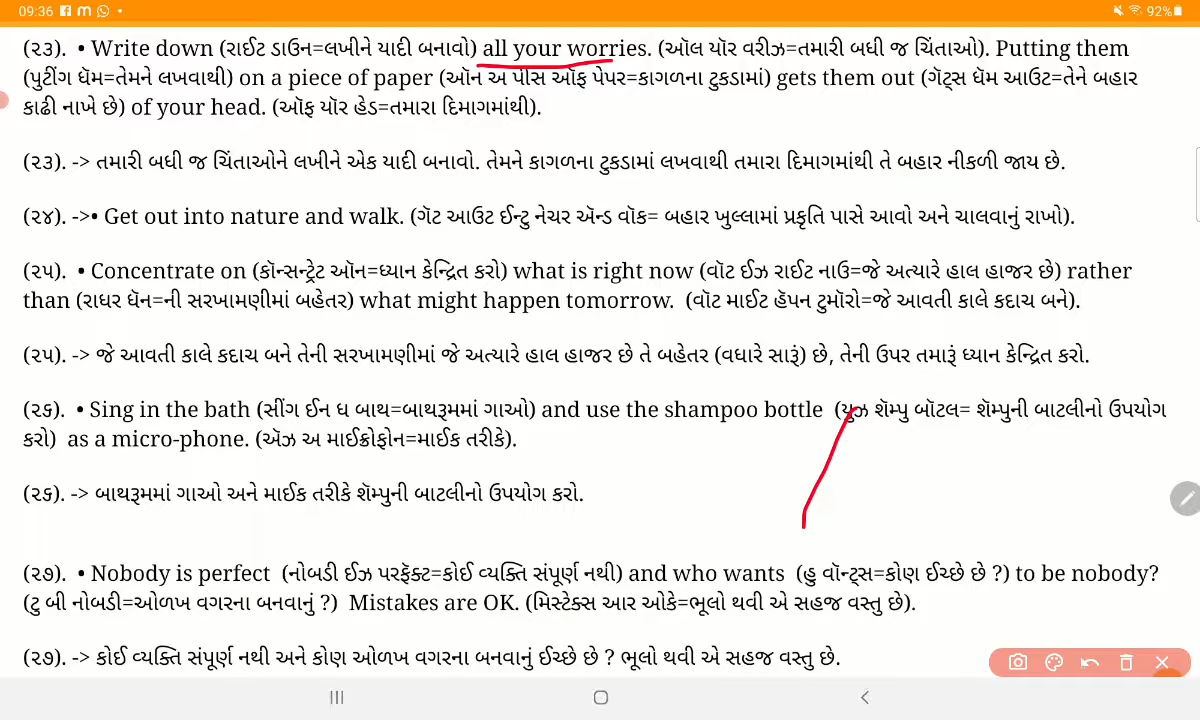 09:36
92%
(૨૩). • Write down (રાઈટ ડાઉન=લખીને યાદી બનાવો) all your worries. (ઑલ યૉર વરીઝ=તમારી બધી જ ચિંતાઓ). Putting them
(પુટીંગ ધૅમ=તેમને લખવાથી) on a piece of paper (ઑન અ પીસ ઑફ પેપર=કાગળના ટુકડામાં) gets them out (ગૅટ્સ ધૅમ આઉટ=તેને બહાર
કાઢી નાખે છે) of your head. (ઑફ યૉર હેડ=તમારા દિમાગમાંથી).
(૨૩). -> તમારી બધી જ ચિંતાઓને લખીને એક યાદી બનાવો. તેમને કાગળના ટુકડામાં લખવાથી તમારા દિમાગમાંથી તે બહાર નીકળી જાય છે.
(૨૪). ->• Get out into nature and walk. (ગૅટ આઉટ ઈન્ટુ નેચર ઍન્ડ વૉક= બહાર ખુલ્લામાં પ્રકૃતિ પાસે આવો અને ચાલવાનું રાખો).
(૨૫). • Concentrate on (કૉન્સન્ટ્રેટ ઑન=ધ્યાન કેન્દ્રિત કરો) what is right now (વૉટ ઈઝ રાઈટ નાઉ=જે અત્યારે હાલ હાજર છે) rather
than (રાધર ધૅન=ની સરખામણીમાં બહેતર) what might happen tomorrow. (વૉટ માઈટ હૅપન ટુમૉરો=જે આવતી કાલે કદાચ બને).
(૨૫). -> જે આવતી કાલે કદાચ બને તેની સરખામણીમાં જે અત્યારે હાલ હાજર છે તે બહેતર (વધારે સારૂં) છે, તેની ઉપર તમારૂં ધ્યાન કેન્દ્રિત કરો.
(૨૬). • Sing in the bath (સીંગ ઈન ધ બાથ=બાથરૂમમાં ગાઓ) and use the shampoo bottle (યુઝ શૅમ્પુ બૉટલ= શૅમ્પુની બાટલીનો ઉપયોગ
કરો) as a micro-phone. (ઍઝ અ માઈક્રોફોન=માઈક તરીકે).
(૨૬). -> બાથરૂમમાં ગાઓ અને માઈક તરીકે શૅમ્પુની બાટલીનો ઉપયોગ કરો.
(૨૭). • Nobody is perfect (નોબડી ઈઝ પરફૅક્ટ=કોઈ વ્યક્તિ સંપૂર્ણ નથી) and who wants (હુ વૉન્ટ્સ=કોણ ઈચ્છે છે ?) to be nobody?
(ટુ બી નોબડી=ઓળખ વગરના બનવાનું ?) Mistakes are OK. (મિસ્ટેક્સ આર ઓકે=ભૂલો થવી એ સહજ વસ્તુ છે).
(૨૭). -> કોઈ વ્યક્તિ સંપૂર્ણ નથી અને કોણ ઓળખ વગરના બનવાનું ઈચ્છે છે ? ભૂલો થવી એ સહજ વસ્તુ છે.